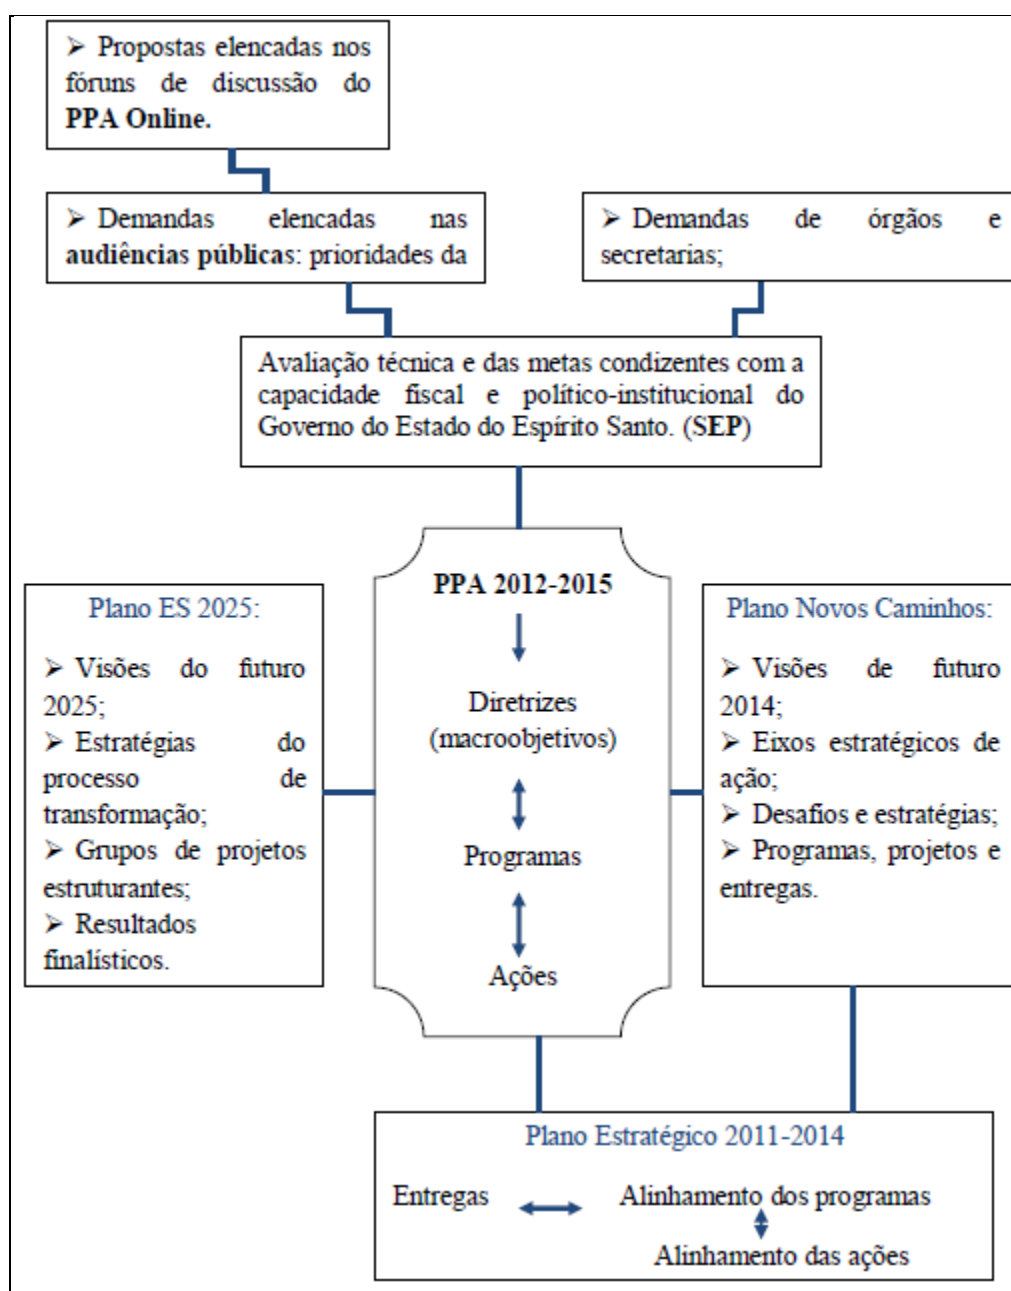 ➢ Propostas elencadas nos
fóruns de discussão do
PPA Online.
➢ Demandas elencadas nas
audiências públicas: prioridades da
➢ Demandas de órgãos e
secretarias;
Avaliação técnica e das metas condizentes com a
capacidade fiscal e político-institucional do
Governo do Estado do Espírito Santo. (SEP)
Plano ES 2025:
➢ Visões do futuro
2025;
➢ Estratégias do
processo de
transformação;
➢ Grupos de projetos
estruturantes;
➢ Resultados
finalísticos.
PPA 2012-2015
Diretrizes
(macroobjetivos)
Programas
Ações
Plano Novos Caminhos:
➢ Visões de futuro
2014;
➢ Eixos estratégicos de
ação;
➢ Desafios e estratégias;
➢ Programas, projetos e
entregas.
Plano Estratégico 2011-2014
Entregas Alinhamento dos programas
Alinhamento das ações